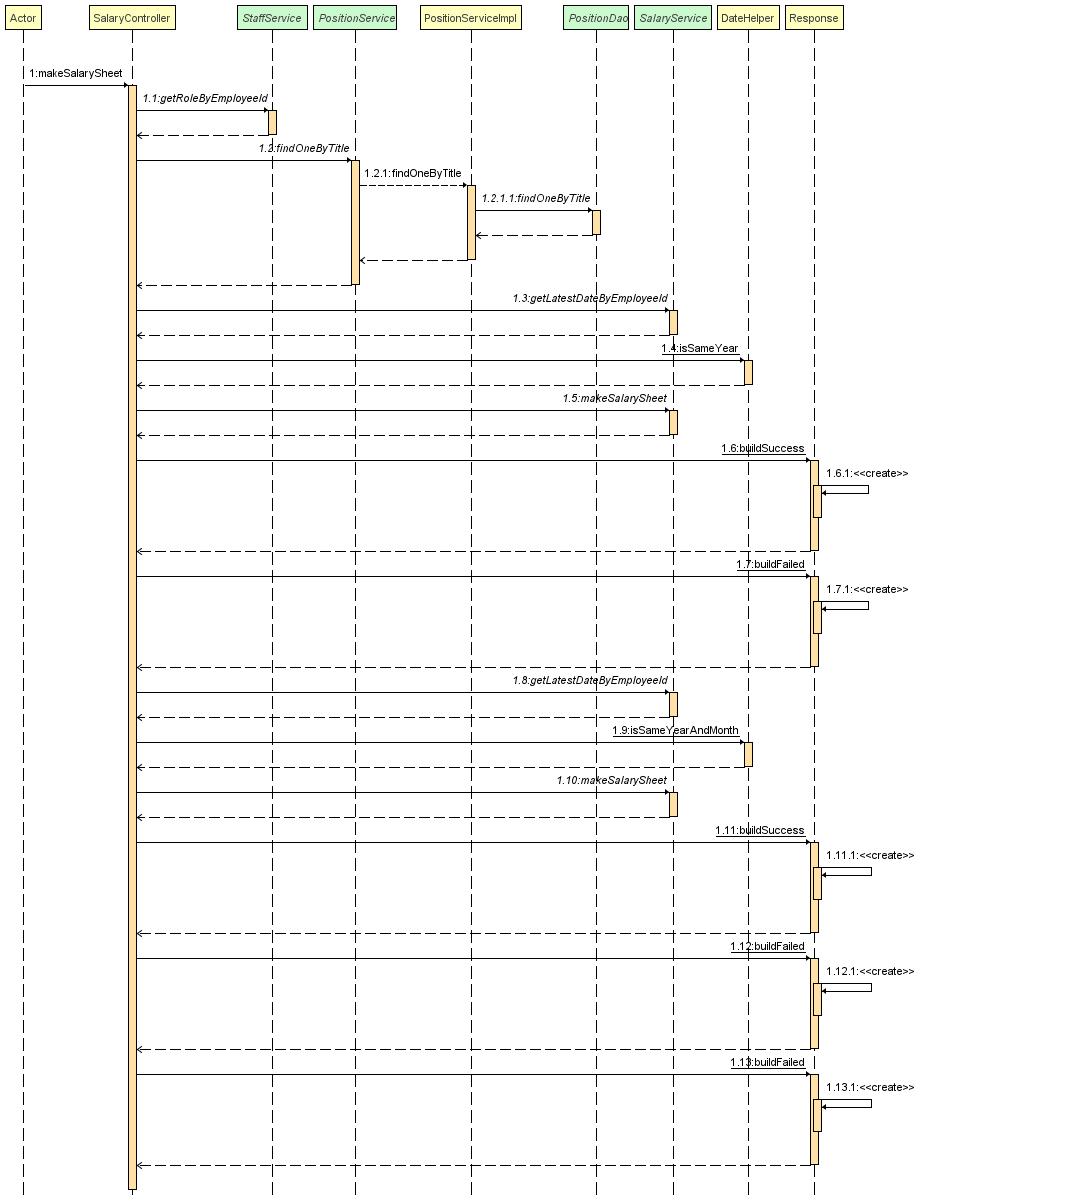 Actor
SalaryController
StaffService
PositionService
PositionServiceImpl
PositionDao
SalaryService
DateHelper
Response
1:makeSalarySheet
1.1:getRoleByEmployeeId
1.2:findOneByTitle
1.2.1:findOneByTitle
1.2.1.1:findOneByTitle
1.3:getLatestDateByEmployeeId
1.4:isSameYear
1.5:makeSalarySheet
1.6:buildSuccess
1.6.1:<<create>>
1.7:buildFailed
1.7.1:<<create>>
1.8:getLatestDateByEmployeeId
1.9:isSameYearAndMonth
1.10:makeSalarySheet
1.11:buildSuccess
1.11.1:<<create>>
1.12:buildFailed
1.12.1:<<create>>
1.13:buildFailed
1.13.1:<<create>>